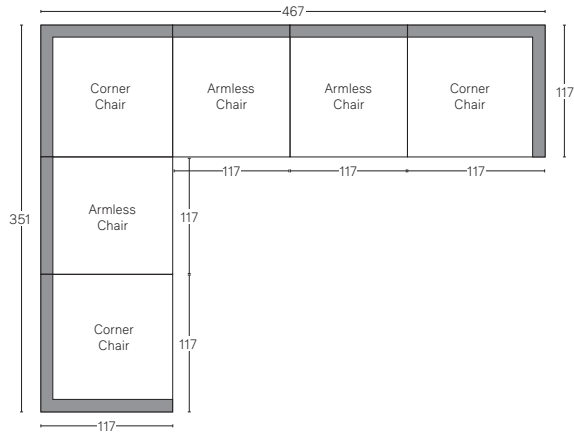 467
Corner
Chair
Armless
Chair
Armless
Chair
Corner
Chair
117
117
117
117
351
Armless
Chair
117
Corner
Chair
117
117